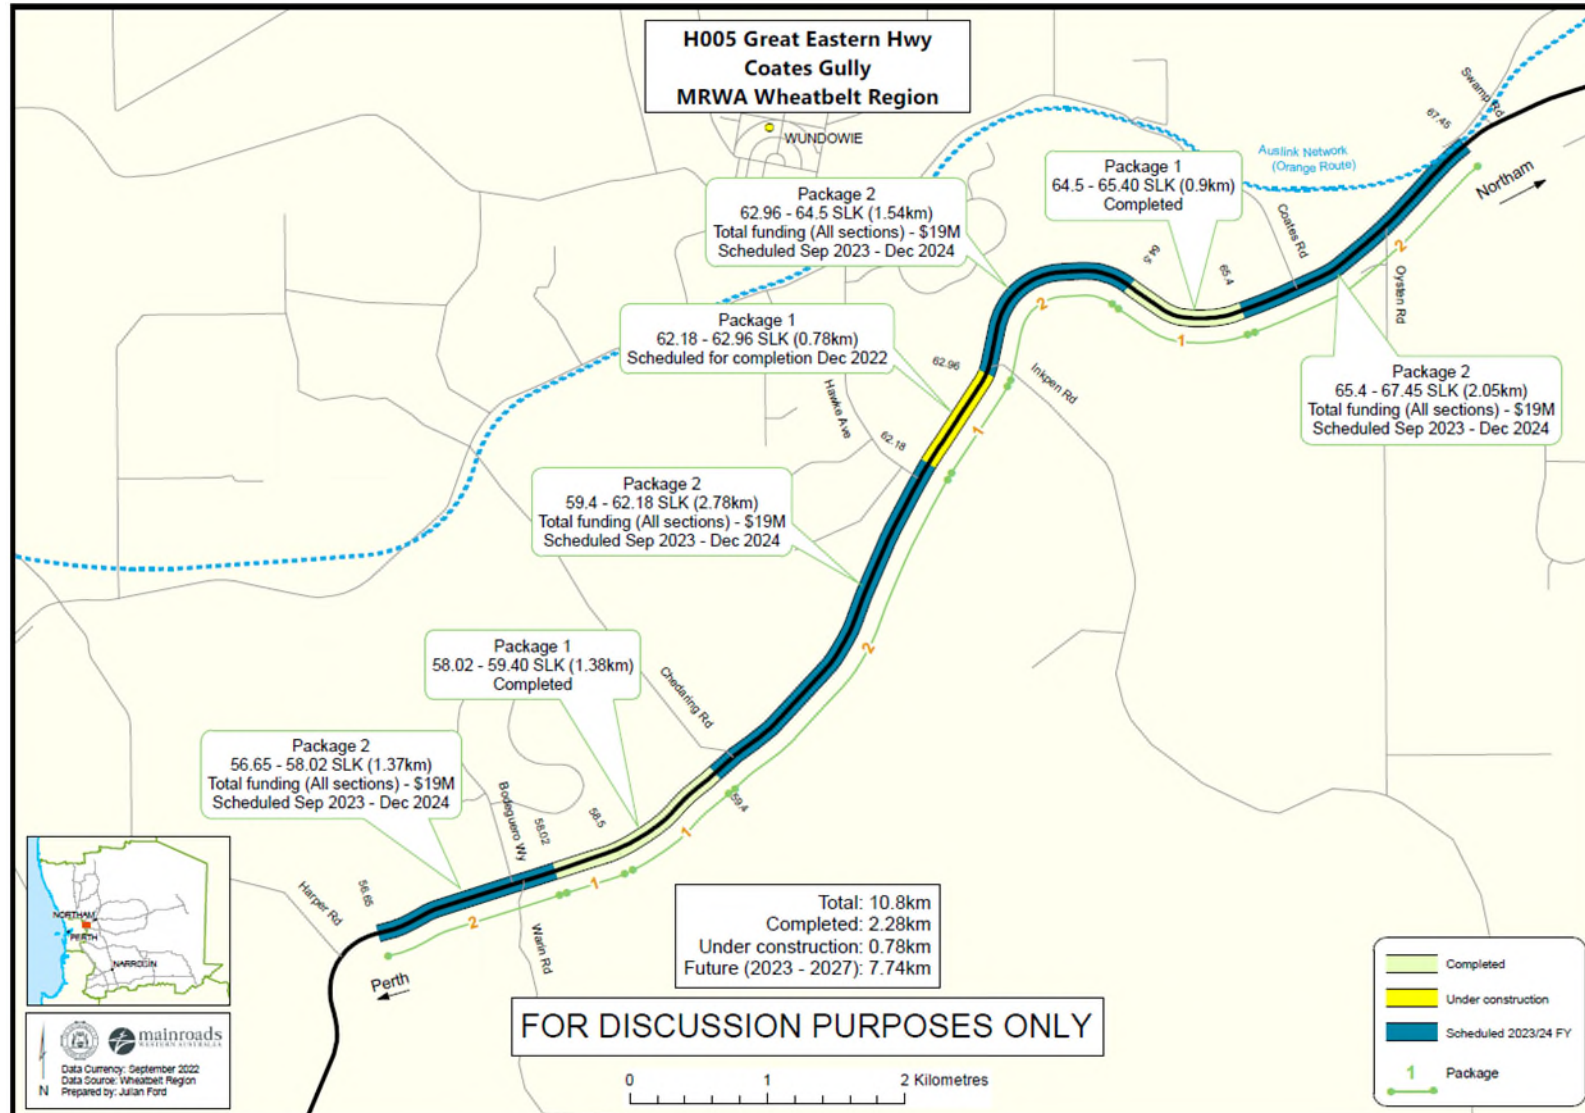 H005 Great Eastern Hwy
Coates Gully
MRWA Wheatbelt Region
WUNDOWIE
Swamp Rd
67.45
Auslink Network
(Orange Route)
Northam
Package 1
64.5 - 65.40 SLK (0.9km)
Completed
Package 2
62.96 - 64.5 SLK (1.54km)
Total funding (All sections) - $19M
Scheduled Sep 2023 - Dec 2024
Coates Rd
64.5
65.4
2
Oysten Rd
2
1
Package 1
62.18 - 62.96 SLK (0.78km)
Scheduled for completion Dec 2022
62.96
Inkpen Rd
Hawke Ave
62.18
1
Package 2
65.4 - 67.45 SLK (2.05km)
Total funding (All sections) - $19M
Scheduled Sep 2023 - Dec 2024
Package 2
59.4 - 62.18 SLK (2.78km)
Total funding (All sections) - $19M
Scheduled Sep 2023 - Dec 2024
2
Package 1
58.02 - 59.40 SLK (1.38km)
Completed
Chedaring Rd
Package 2
56.65 - 58.02 SLK (1.37km)
Total funding (All sections) - $19M
Scheduled Sep 2023 - Dec 2024
Bodeguero Wy
58.02
58.5
59.4
1
1
2
Harper Rd
56.65
Warin Rd
Perth
NORTHAM
PERTH
NARROGIN
Total: 10.8km
Completed: 2.28km
Under construction: 0.78km
Future (2023 - 2027): 7.74km
FOR DISCUSSION PURPOSES ONLY
0 1 2 Kilometres
Completed
Under construction
Scheduled 2023/24 FY
1 Package
mainroads
WESTERN AUSTRALIA
N
Data Currency: September 2022
Data Source: Wheatbelt Region
Prepared by: Julian Ford